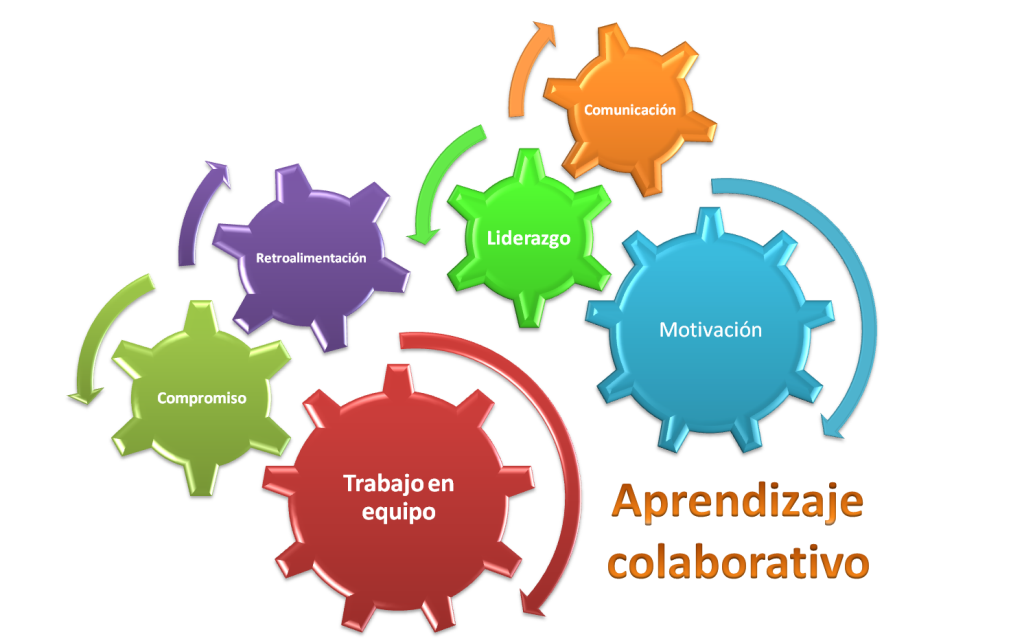 Comunicación
Liderazgo
Retroalimentación
Motivación
Compromiso
Trabajo en
equipo
Aprendizaje
colaborativo